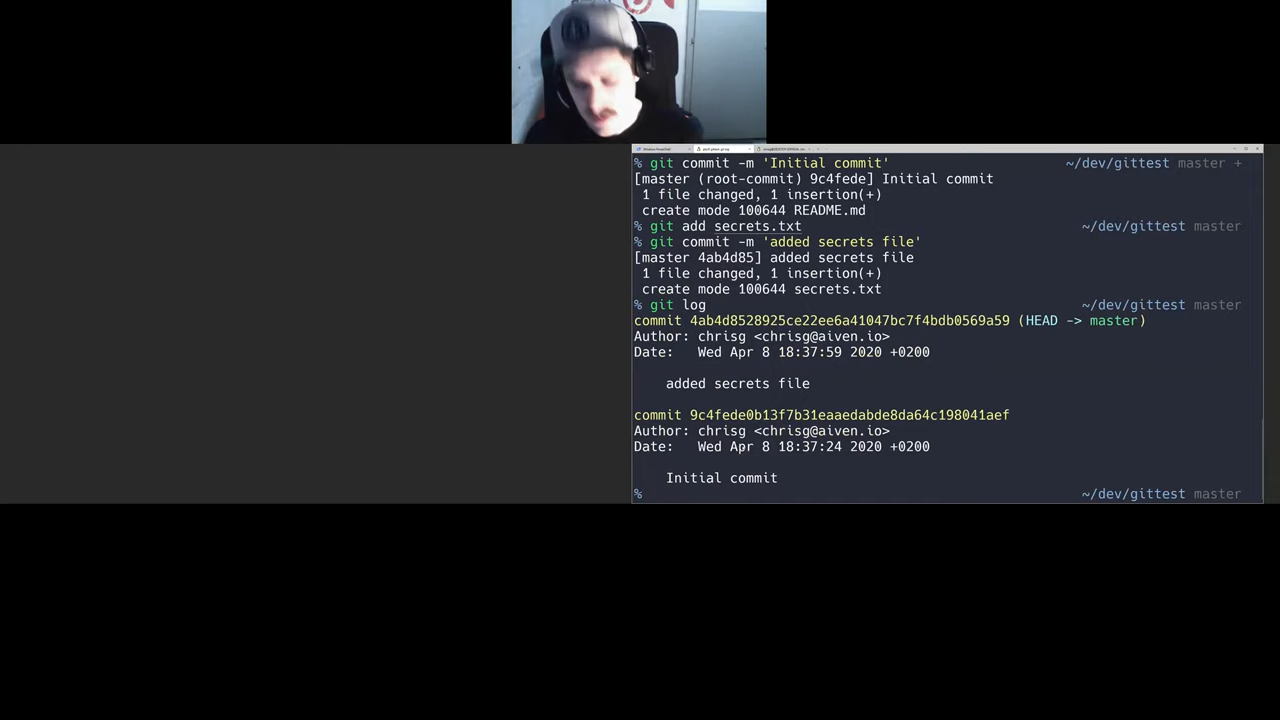 % git commit -m 'Initial commit' ~/dev/gittest master +
[master (root-commit) 9c4fede] Initial commit
1 file changed, 1 insertion(+)
create mode 100644 README.md
% git add secrets.txt ~/dev/gittest master
% git commit -m 'added secrets file' ~/dev/gittest master
[master 4ab4d85] added secrets file
1 file changed, 1 insertion(+)
create mode 100644 secrets.txt
% git log ~/dev/gittest master
commit 4ab4d8528925ce22ee6a41047bc7f4bdb0569a59 (HEAD -> master)
Author: chrisg <chrisg@aiven.io>
Date: Wed Apr 8 18:37:59 2020 +0200
added secrets file
commit 9c4fede0b13f7b31eaaedabde8da64c198041aef
Author: chrisg <chrisg@aiven.io>
Date: Wed Apr 8 18:37:24 2020 +0200
Initial commit
% ~/dev/gittest master